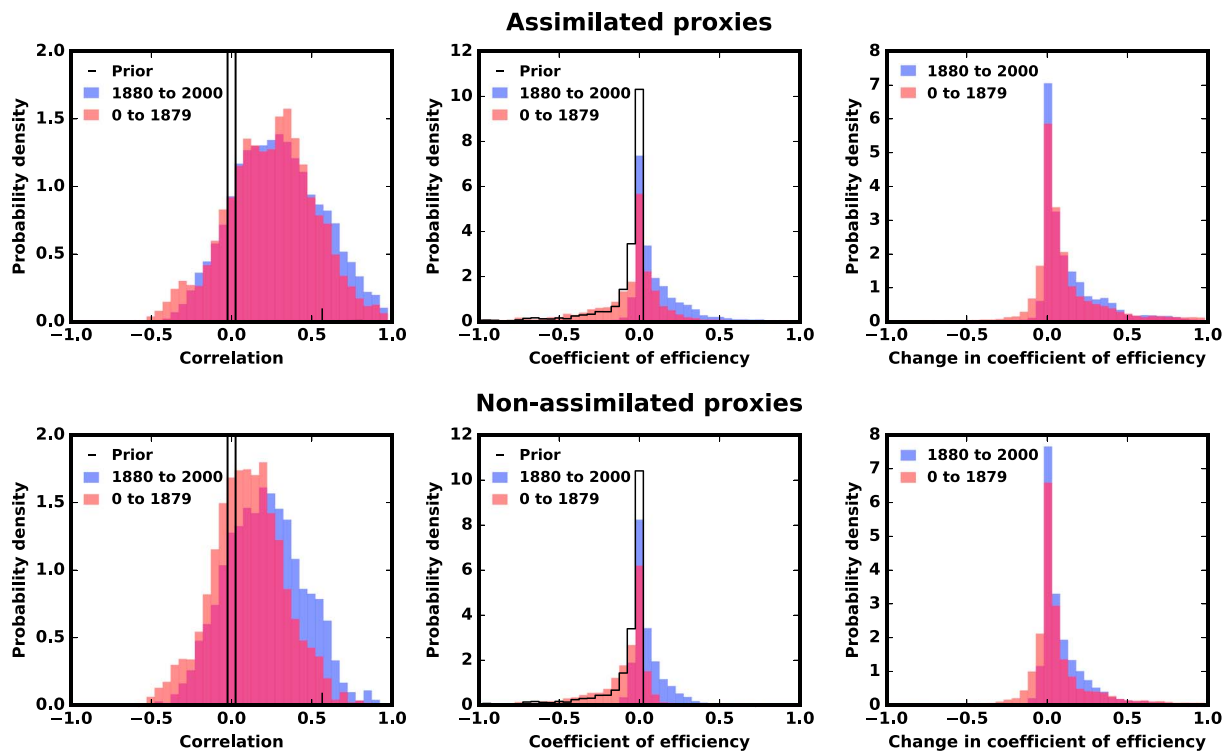 Assimilated proxies
2.0
1.5
1.0
0.5
0.0
−1.0 −0.5 0.0 0.5 1.0
Probability density
Correlation
Prior
1880 to 2000
0 to 1879
12
10
8
6
4
2
0
−1.0 −0.5 0.0 0.5 1.0
Probability density
Coefficient of efficiency
Prior
1880 to 2000
0 to 1879
8
7
6
5
4
3
2
1
0
−1.0 −0.5 0.0 0.5 1.0
Probability density
Change in coefficient of efficiency
1880 to 2000
0 to 1879
Non-assimilated proxies
2.0
1.5
1.0
0.5
0.0
−1.0 −0.5 0.0 0.5 1.0
Probability density
Correlation
Prior
1880 to 2000
0 to 1879
12
10
8
6
4
2
0
−1.0 −0.5 0.0 0.5 1.0
Probability density
Coefficient of efficiency
Prior
1880 to 2000
0 to 1879
8
7
6
5
4
3
2
1
0
−1.0 −0.5 0.0 0.5 1.0
Probability density
Change in coefficient of efficiency
1880 to 2000
0 to 1879